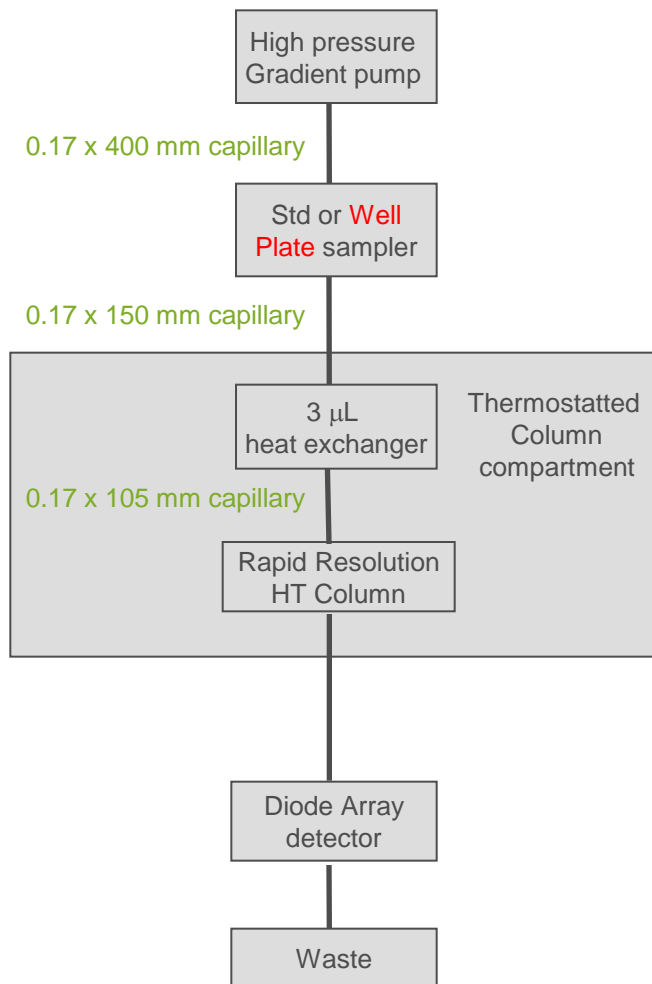 High pressure
Gradient pump
0.17 x 400 mm capillary
Std or Well
Plate sampler
0.17 x 150 mm capillary
3 μL
heat exchanger
Thermostatted
Column
compartment
0.17 x 105 mm capillary
Rapid Resolution
HT Column
Diode Array
detector
Waste